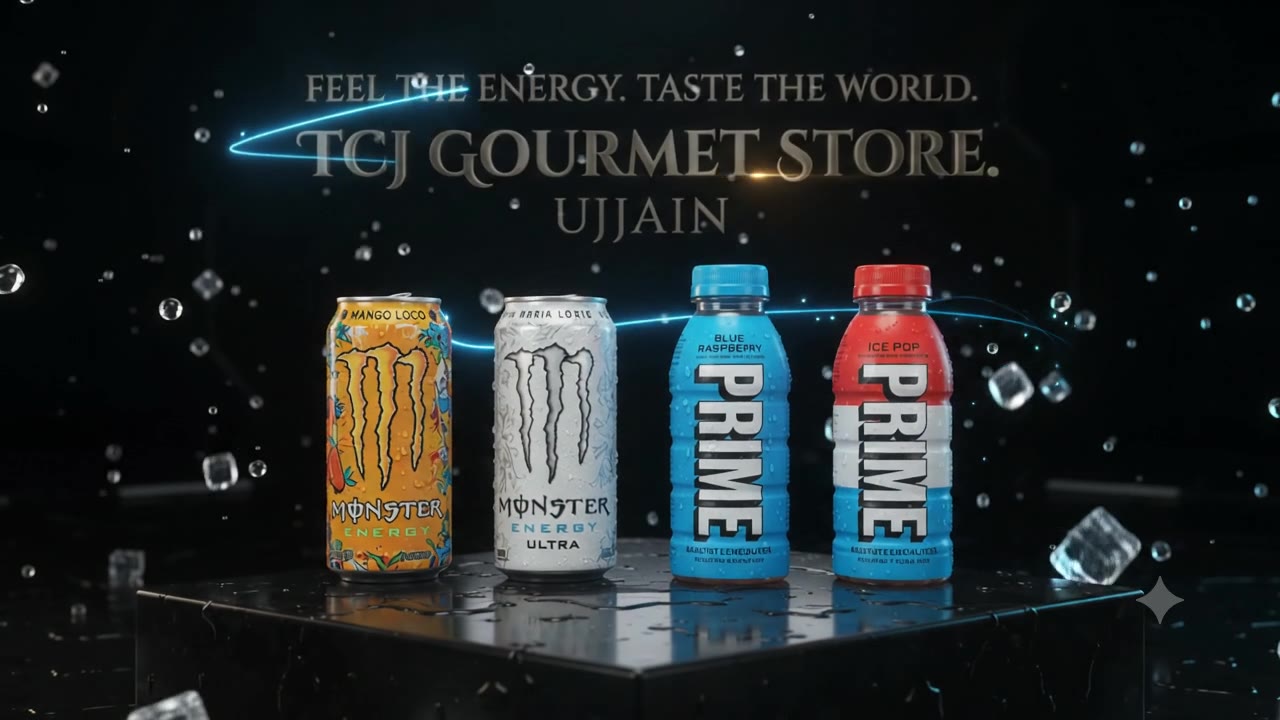 FEEL THE ENERGY. TASTE THE WORLD.
TCJ GOURMET STORE.
UJJAIN
MANGO LOCO
MONSTER
ENERGY
MONSTER
ENERGY
ULTRA
BLUE
RASPBERRY
PRIME
ICE POP
PRIME